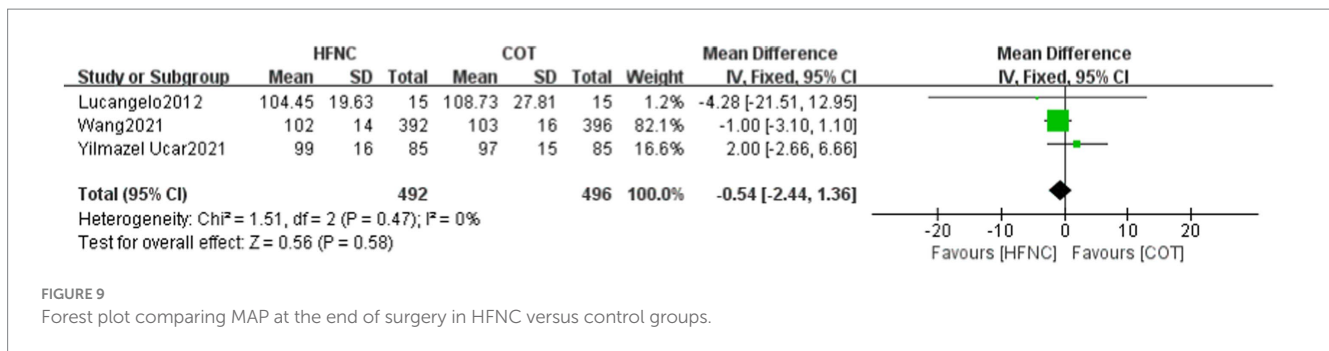 HFNC COT Mean Difference Mean Difference
Study or Subgroup Mean SD Total Mean SD Total Weight IV, Fixed, 95% CI IV, Fixed, 95% CI
Lucangelo2012 104.45 19.63 15 108.73 27.81 15 1.2% -4.28 [-21.51, 12.95]
Wang2021 102 14 392 103 16 396 82.1% -1.00 [-3.10, 1.10]
Yilmazel Ucar2021 99 16 85 97 15 85 16.6% 2.00 [-2.66, 6.66]
Total (95% CI) 492 496 100.0% -0.54 [-2.44, 1.36]
Heterogeneity: Chi² = 1.51, df = 2 (P = 0.47); I² = 0%
Test for overall effect: Z = 0.56 (P = 0.58)
-20 -10 0 10 20
Favours [HFNC] Favours [COT]
FIGURE 9
Forest plot comparing MAP at the end of surgery in HFNC versus control groups.